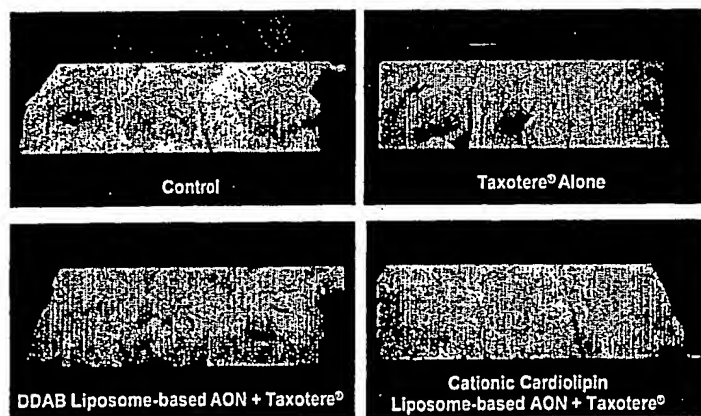 Control
Taxotere® Alone
DDAB Liposome-based AON + Taxotere®
Cationic Cardiolipin
Liposome-based AON + Taxotere®